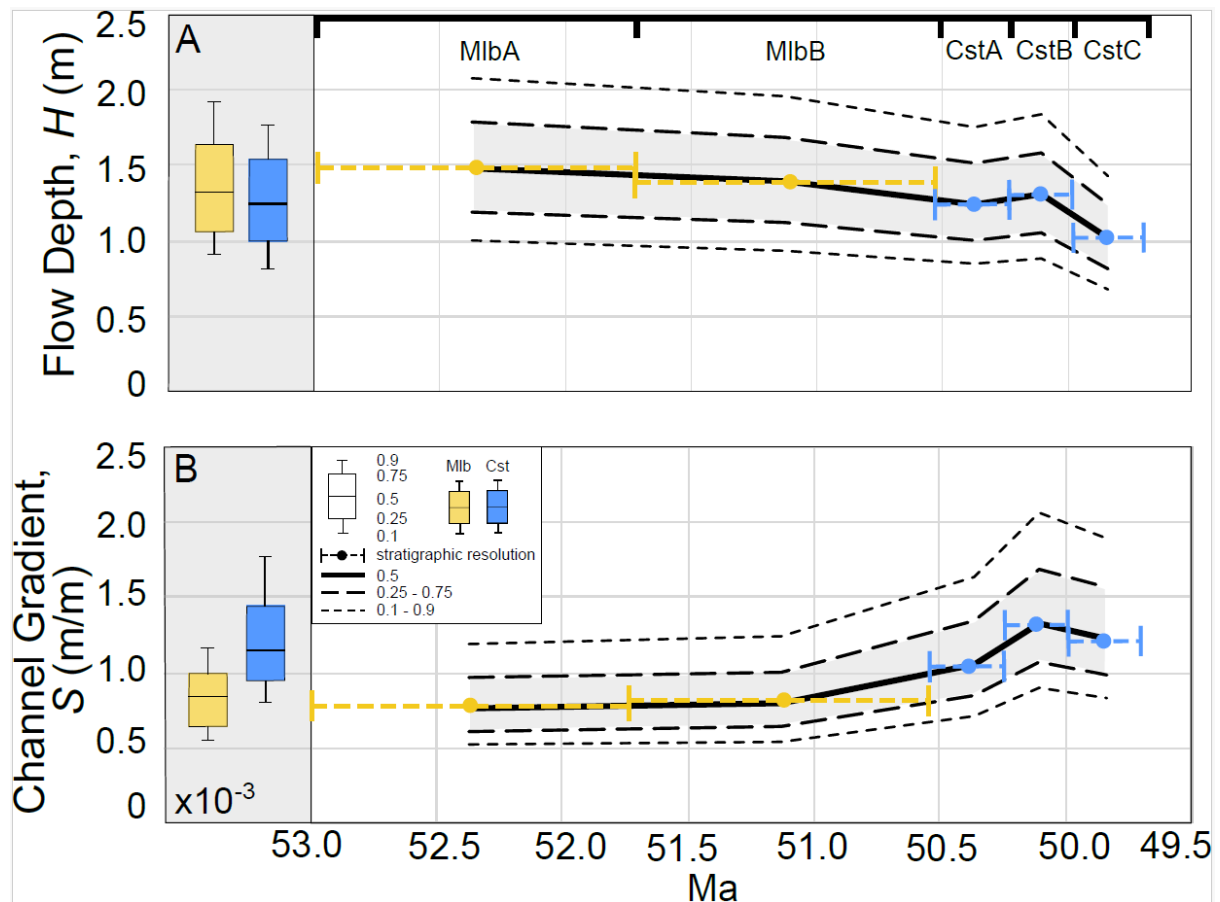 A
Flow Depth, H (m)
2.5
2.0
1.5
1.0
0.5
0
MlbA
MlbB
CstA
CstB
CstC
B
Channel Gradient,
S (m/m)
2.5
2.0
1.5
1.0
0.5
0
x10-3
0.9
0.75
0.5
0.25
0.1
Mlb Cst
stratigraphic resolution
0.5
0.25 - 0.75
0.1 - 0.9
53.0 52.5 52.0 51.5 51.0 50.5 50.0 49.5
Ma